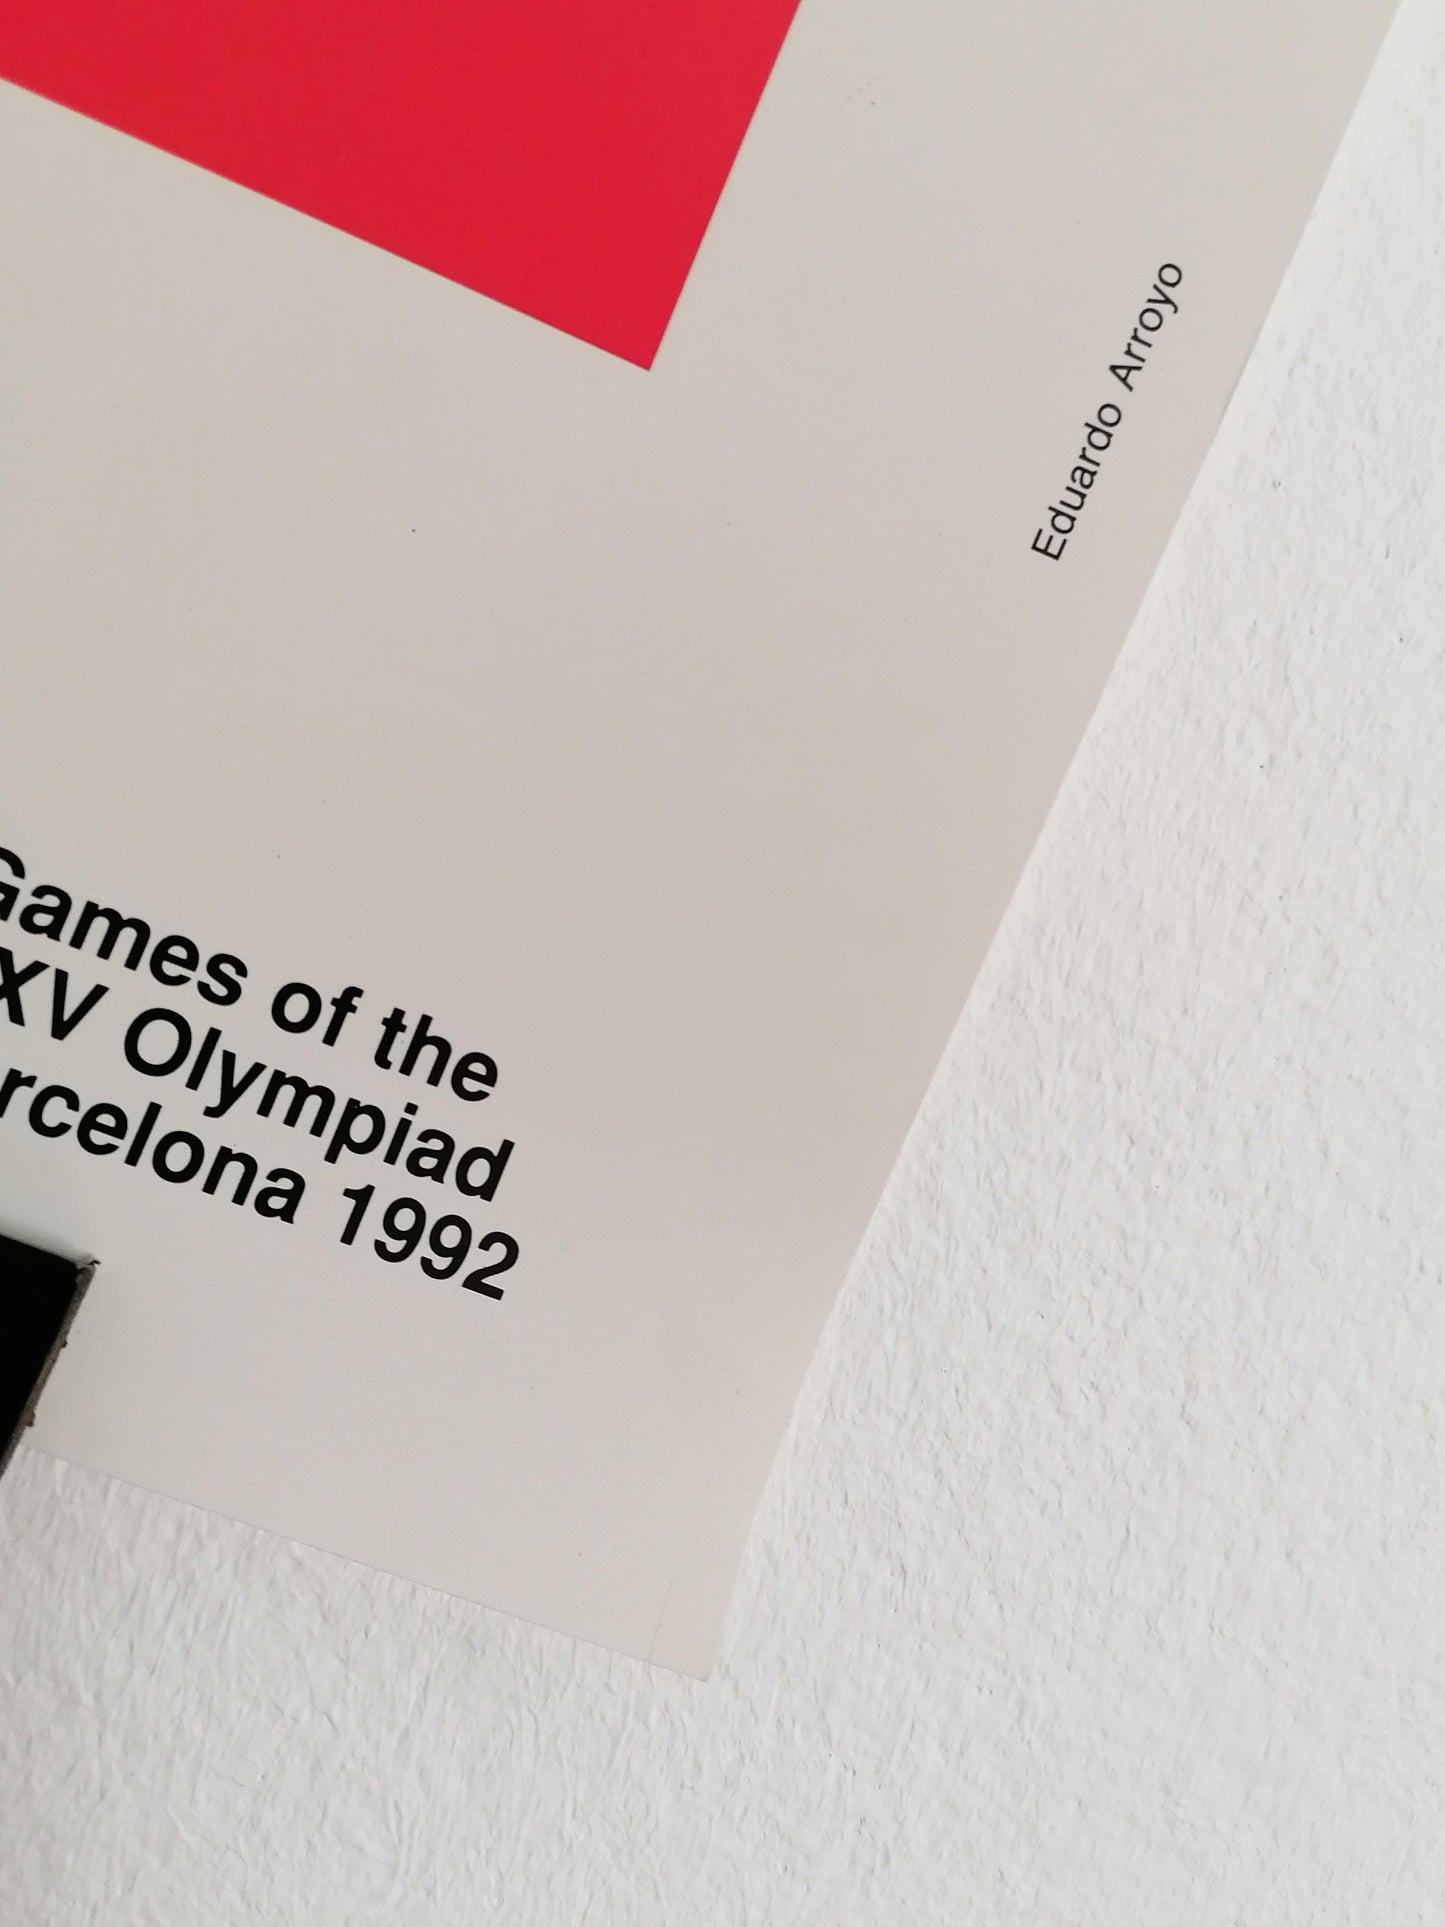 Eduardo Arroyo
Games of the
XV Olympiad
rcelona 1992